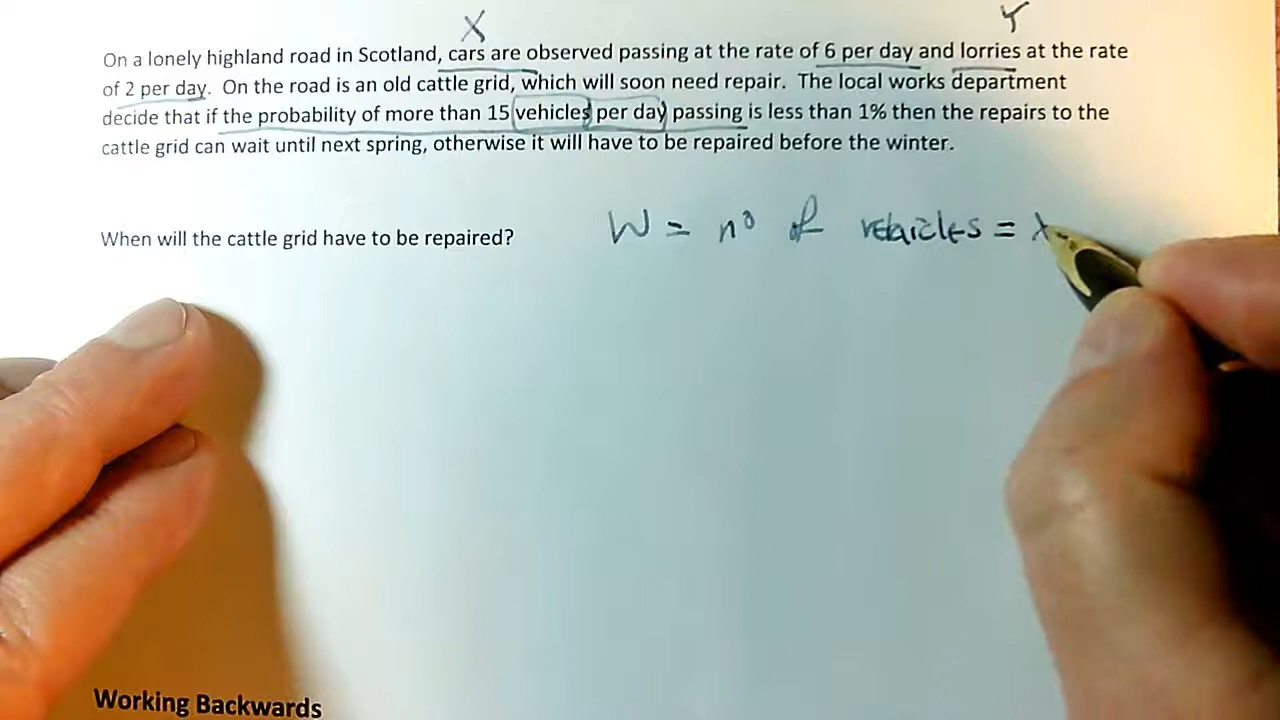 X Y
On a lonely highland road in Scotland, cars are observed passing at the rate of 6 per day and lorries at the rate
of 2 per day. On the road is an old cattle grid, which will soon need repair. The local works department
decide that if the probability of more than 15 vehicles per day passing is less than 1% then the repairs to the
cattle grid can wait until next spring, otherwise it will have to be repaired before the winter.
When will the cattle grid have to be repaired? W = nº of vehicles = X
Working Backwards